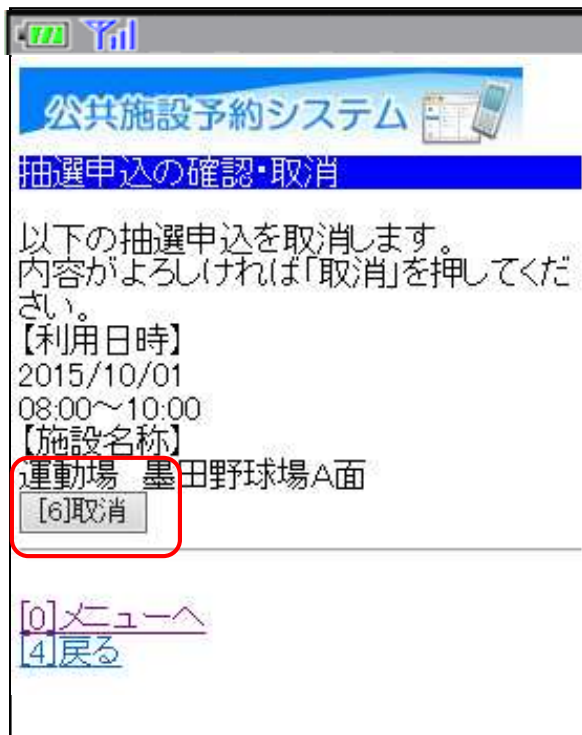 公共施設予約システム
抽選申込の確認・取消
以下の抽選申込を取消します。
内容がよろしければ「取消」を押してくだ
さい。
【利用日時】
2015/10/01
08:00～10:00
【施設名称】
運動場　墨田野球場A面
[6]取消
[0]メニューへ
[4]戻る